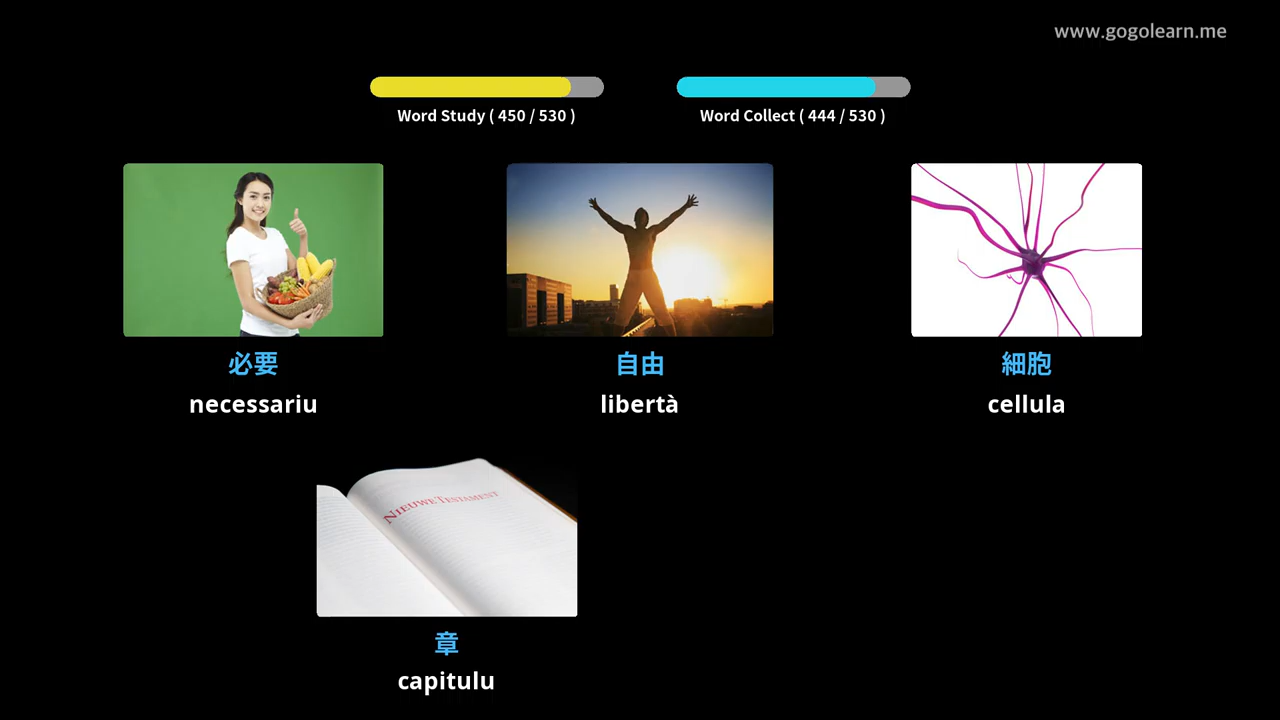 www.gogolearn.me
Word Study ( 450 / 530 )
Word Collect ( 444 / 530 )
必要
necessariu
自由
libertà
細胞
cellula
NIEUWE TESTAMENT
章
capitulu